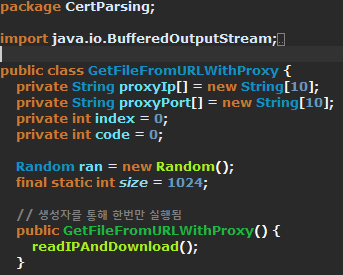 package CertParsing;
import java.io.BufferedOutputStream;
public class GetFileFromURLWithProxy {
private String proxyIp[] = new String[10];
private String proxyPort[] = new String[10];
private int index = 0;
private int code = 0;
Random ran = new Random();
final static int size = 1024;
// 생성자를 통해 한번만 실행됨
public GetFileFromURLWithProxy() {
readIPAndDownload();
}